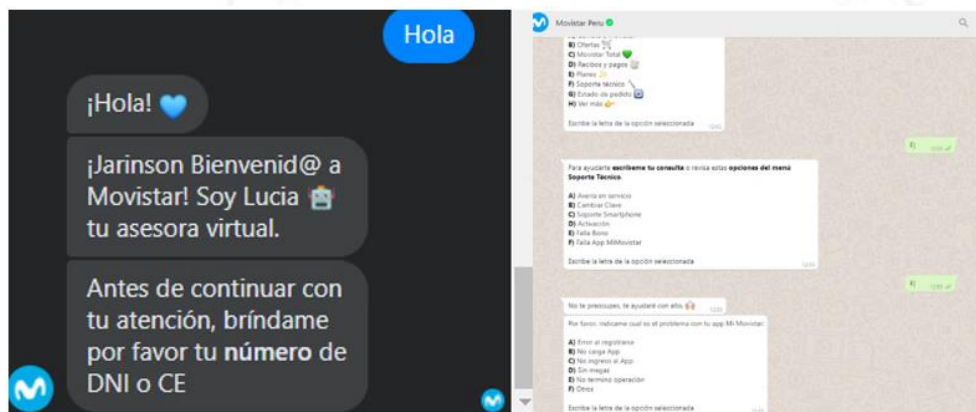 Hola
¡Hola!
¡Jarinson Bienvenid@ a
Movistar! Soy Lucia
tu asesora virtual.
Antes de continuar con
tu atención, bríndame
por favor tu número de
DNI o CE
Movistar Peru
B) Ofertas
C) Movistar Total
D) Recibos y pagos
E) Planes
F) Soporte técnico
G) Estado de pedido
H) Ver más
Escribe la letra de la opción seleccionada
Para ayudarte escríbeme tu consulta o revisa estas opciones del menú
Soporte Técnico
A) Avería en servicio
B) Cambiar Clave
C) Soporte Smartphone
D) Activación
E) Falla Bono
F) Falla App MiMovistar
Escribe la letra de la opción seleccionada
No te preocupes, te ayudaré con ello.
Por favor, indícame cual es el problema con tu app Mi Movistar:
A) Error al registrarse
B) No carga App
C) No ingreso al App
D) Sin megas
E) No termino operación
F) Otros
Escribe la letra de la opción seleccionada